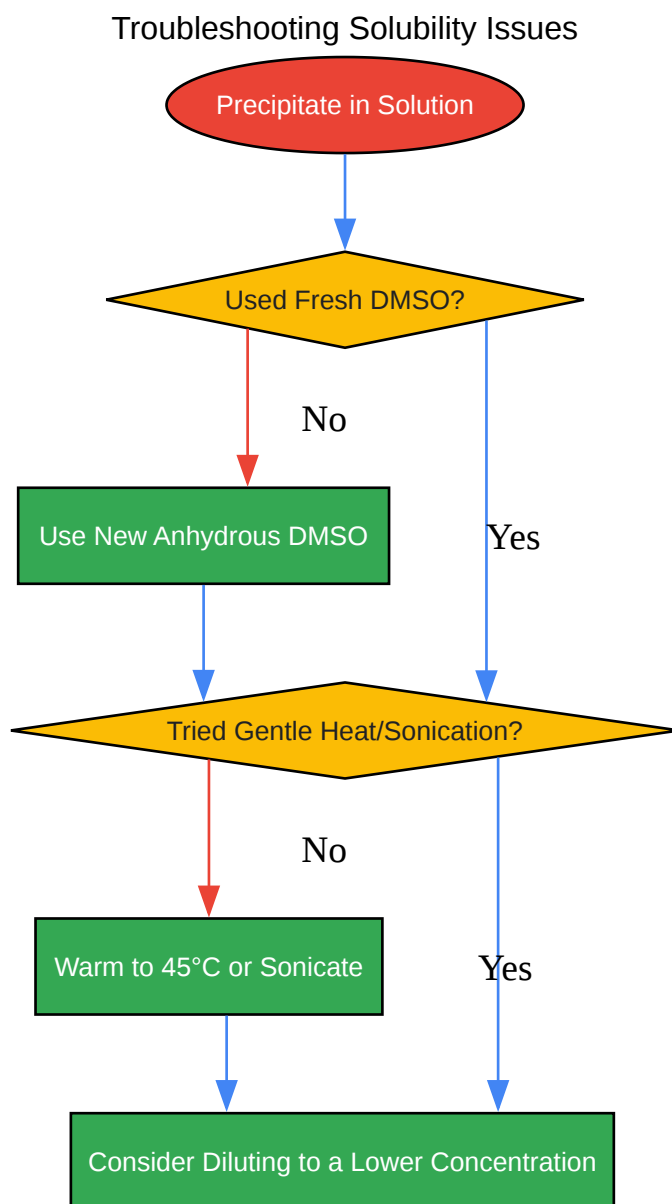 Troubleshooting Solubility Issues
Precipitate in Solution
Used Fresh DMSO?
No
Use New Anhydrous DMSO
Yes
Tried Gentle Heat/Sonication?
No
Warm to 45°C or Sonicate
Yes
Consider Diluting to a Lower Concentration